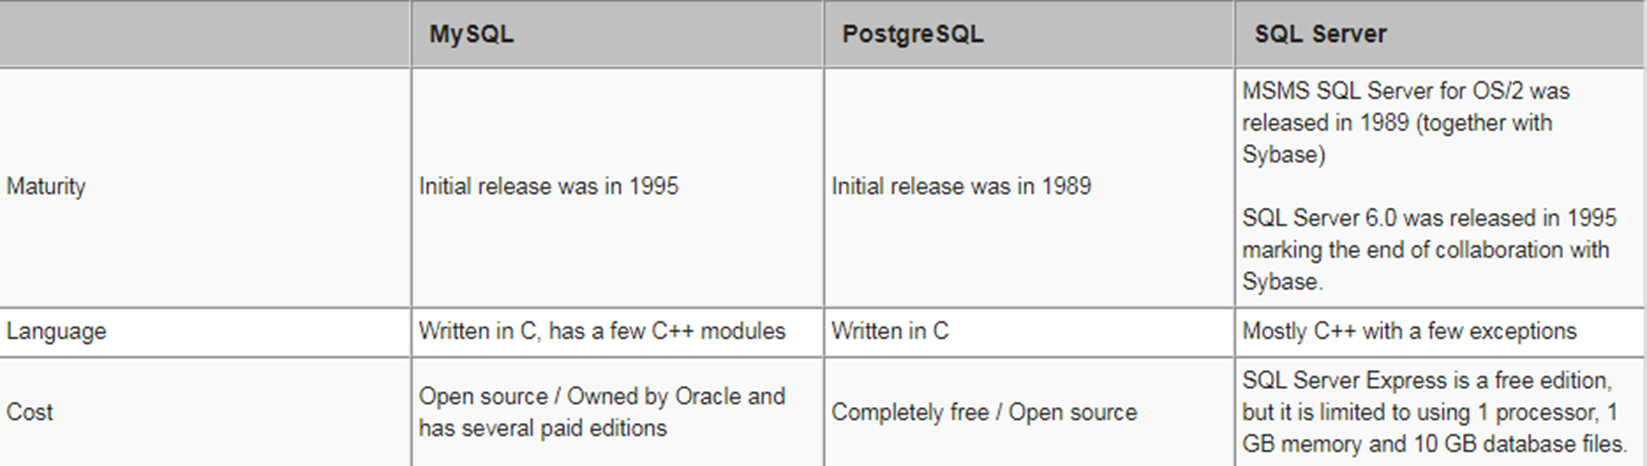 MySQL PostgreSQL SQL Server
Maturity
Initial release was in 1995
Initial release was in 1989
MSMS SQL Server for OS/2 was
released in 1989 (together with
Sybase)
SQL Server 6.0 was released in 1995
marking the end of collaboration with
Sybase.
Language
Written in C, has a few C++ modules
Written in C
Mostly C++ with a few exceptions
Cost
Open source / Owned by Oracle and
has several paid editions
Completely free / Open source
SQL Server Express is a free edition,
but it is limited to using 1 processor, 1
GB memory and 10 GB database files.